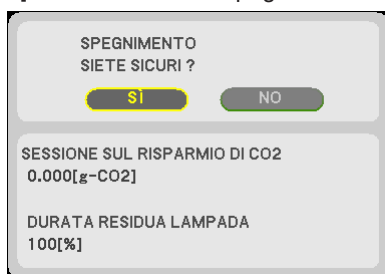 SPEGNIMENTO
SIETE SICURI ?
SÌ NO
SESSIONE SUL RISPARMIO DI CO2
0.000[g-CO2]
DURATA RESIDUA LAMPADA
100[%]